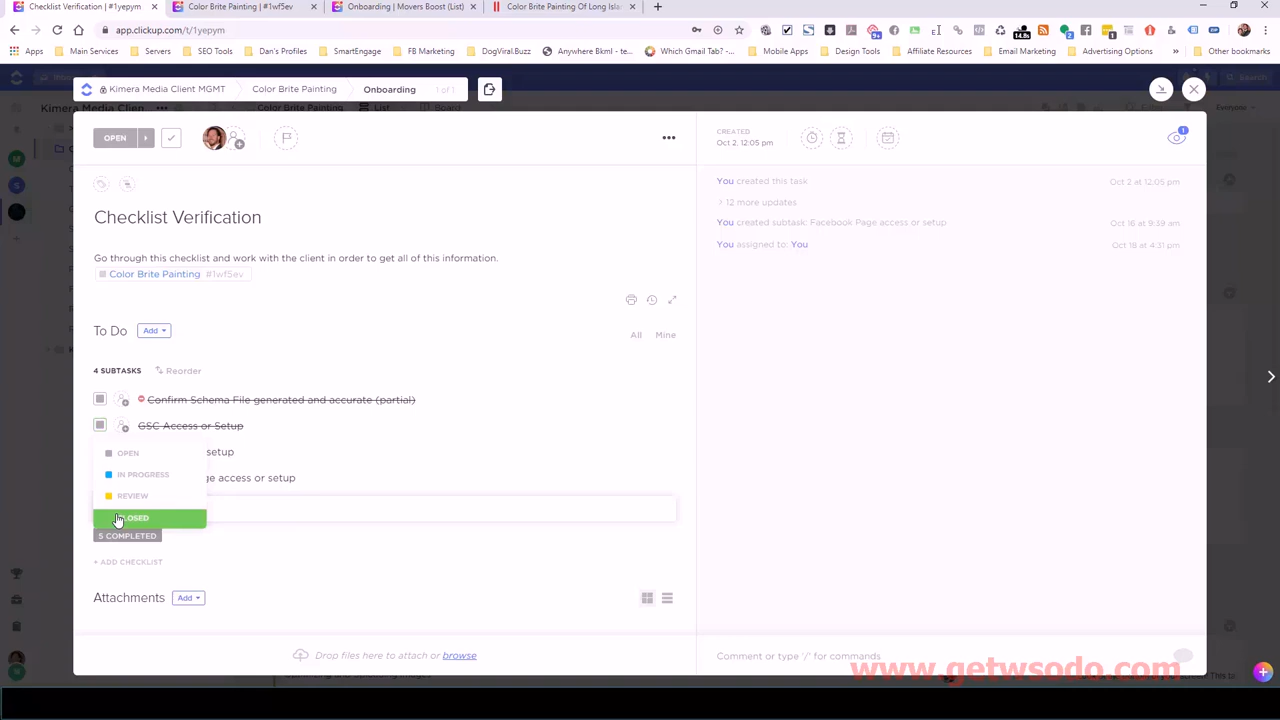 Checklist Verification | #1yepym
Color Brite Painting | #1wf5ev
Onboarding | Movers Boost (List)
Color Brite Painting Of Long Isla
app.clickup.com/t/1yepym
Apps
Main Services
Servers
SEO Tools
Dan's Profiles
SmartEngage
FB Marketing
DogViral.Buzz
Anywhere Bkml - te...
Which Gmail Tab? -...
Mobile Apps
Design Tools
Affiliate Resources
Email Marketing
Advertising Options
Other bookmarks
Kimera Media Client MGMT
Color Brite Painting
Onboarding
1 of 1
Search
Kimera Media Clien
Color Brite Painting
List
Board
Everyone
OPEN
CREATED
Oct 2, 12:05 pm
1
You created this task
Oct 2 at 12:05 pm
> 12 more updates
You created subtask: Facebook Page access or setup
Oct 16 at 9:39 am
You assigned to: You
Oct 18 at 4:31 pm
Checklist Verification
Go through this checklist and work with the client in order to get all of this information.
Color Brite Painting #1wf5ev
To Do
Add
All
Mine
4 SUBTASKS
Reorder
Confirm Schema File generated and accurate (partial)
GSC Access or Setup
OPEN
setup
IN PROGRESS
ge access or setup
REVIEW
LOSED
5 COMPLETED
+ ADD CHECKLIST
Attachments
Add
Drop files here to attach or browse
Comment or type '/' for commands
www.getwsodo.com